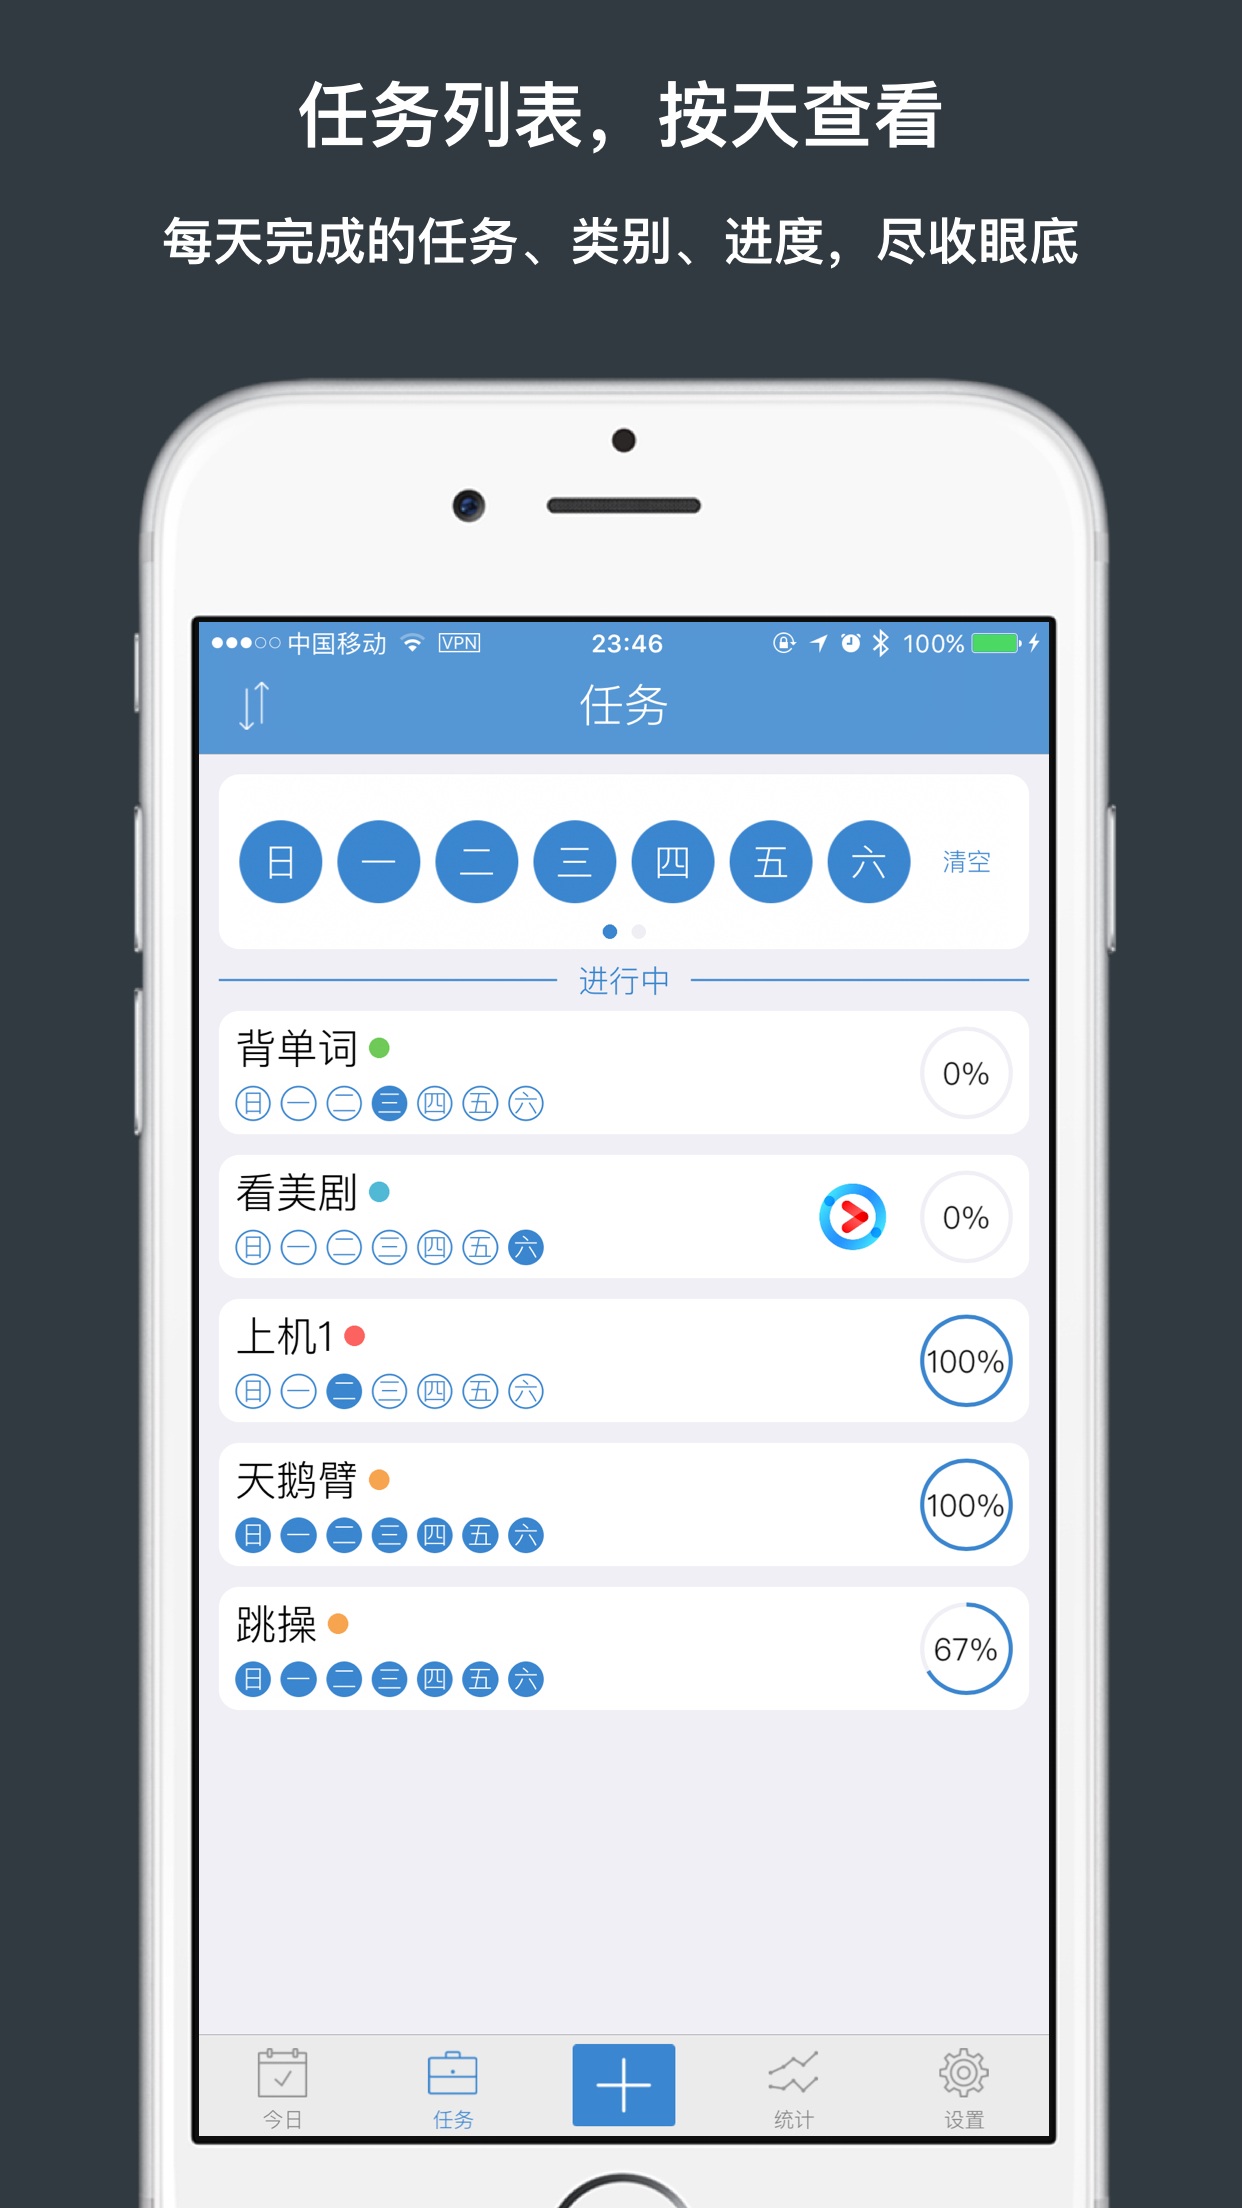 任务列表，按天查看
每天完成的任务、类别、进度，尽收眼底
中国移动 VPN 23:46 100%
任务
日 一 二 三 四 五 六 清空
进行中
背单词
日 一 二 三 四 五 六
0%
看美剧
日 一 二 三 四 五 六
0%
上机1
日 一 二 三 四 五 六
100%
天鹅臂
日 一 二 三 四 五 六
100%
跳操
日 一 二 三 四 五 六
67%
今日 任务 统计 设置